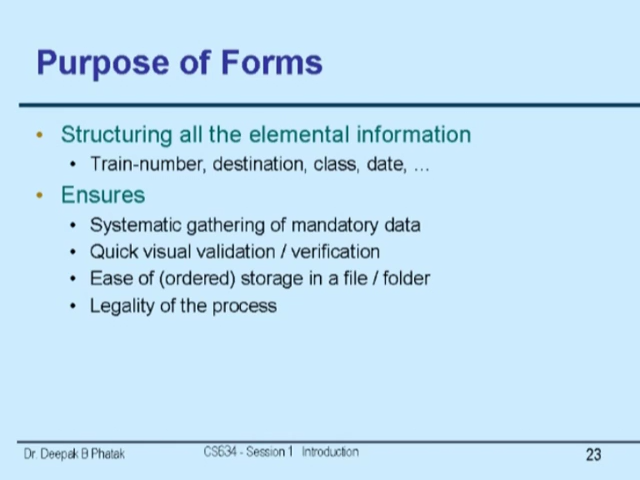 Purpose of Forms
• Structuring all the elemental information
• Train-number, destination, class, date, ...
• Ensures
• Systematic gathering of mandatory data
• Quick visual validation / verification
• Ease of (ordered) storage in a file / folder
• Legality of the process
Dr. Deepak B Phatak CS634 - Session 1 Introduction 23